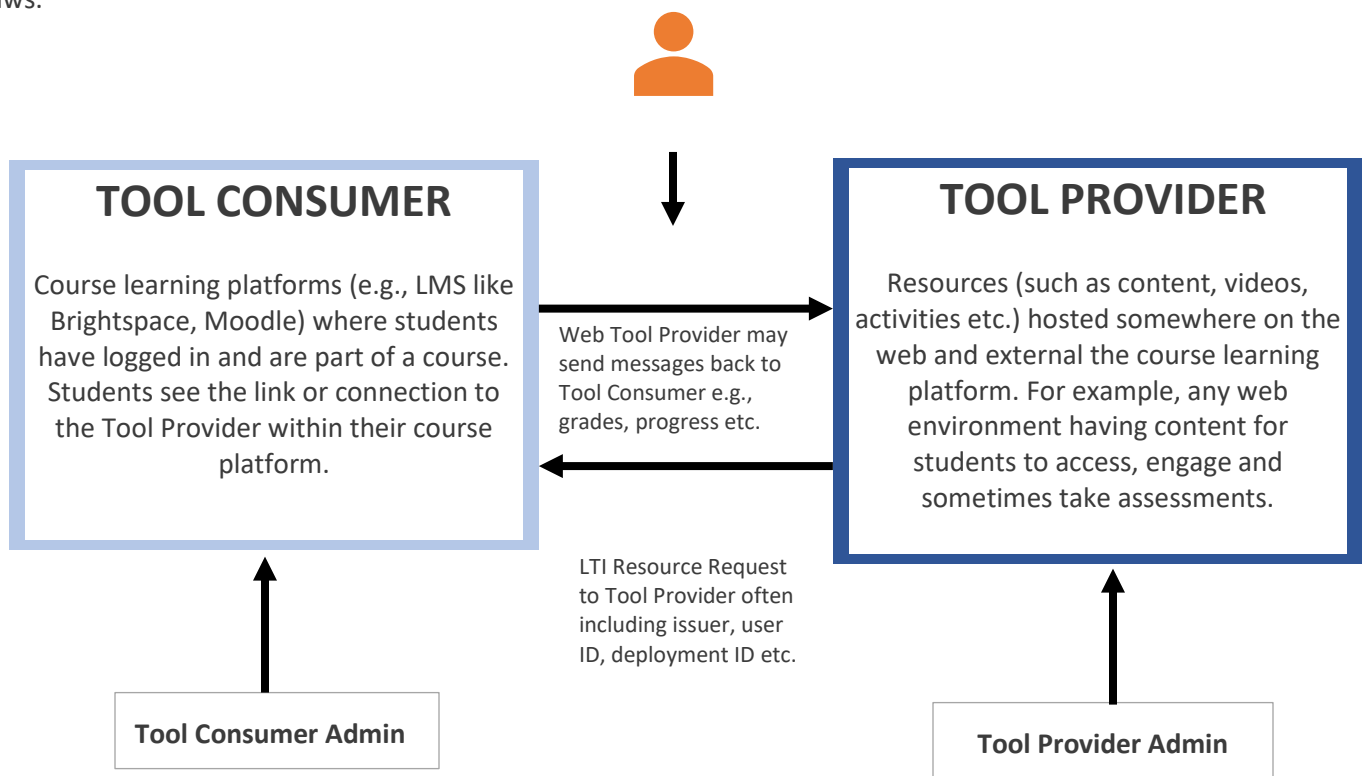 TOOL CONSUMER
Course learning platforms (e.g., LMS like
Brightspace, Moodle) where students
have logged in and are part of a course.
Students see the link or connection to
the Tool Provider within their course
platform.
Web Tool Provider may
send messages back to
Tool Consumer e.g.,
grades, progress etc.
LTI Resource Request
to Tool Provider often
including issuer, user
ID, deployment ID etc.
TOOL PROVIDER
Resources (such as content, videos,
activities etc.) hosted somewhere on the
web and external the course learning
platform. For example, any web
environment having content for
students to access, engage and
sometimes take assessments.
Tool Consumer Admin
Tool Provider Admin